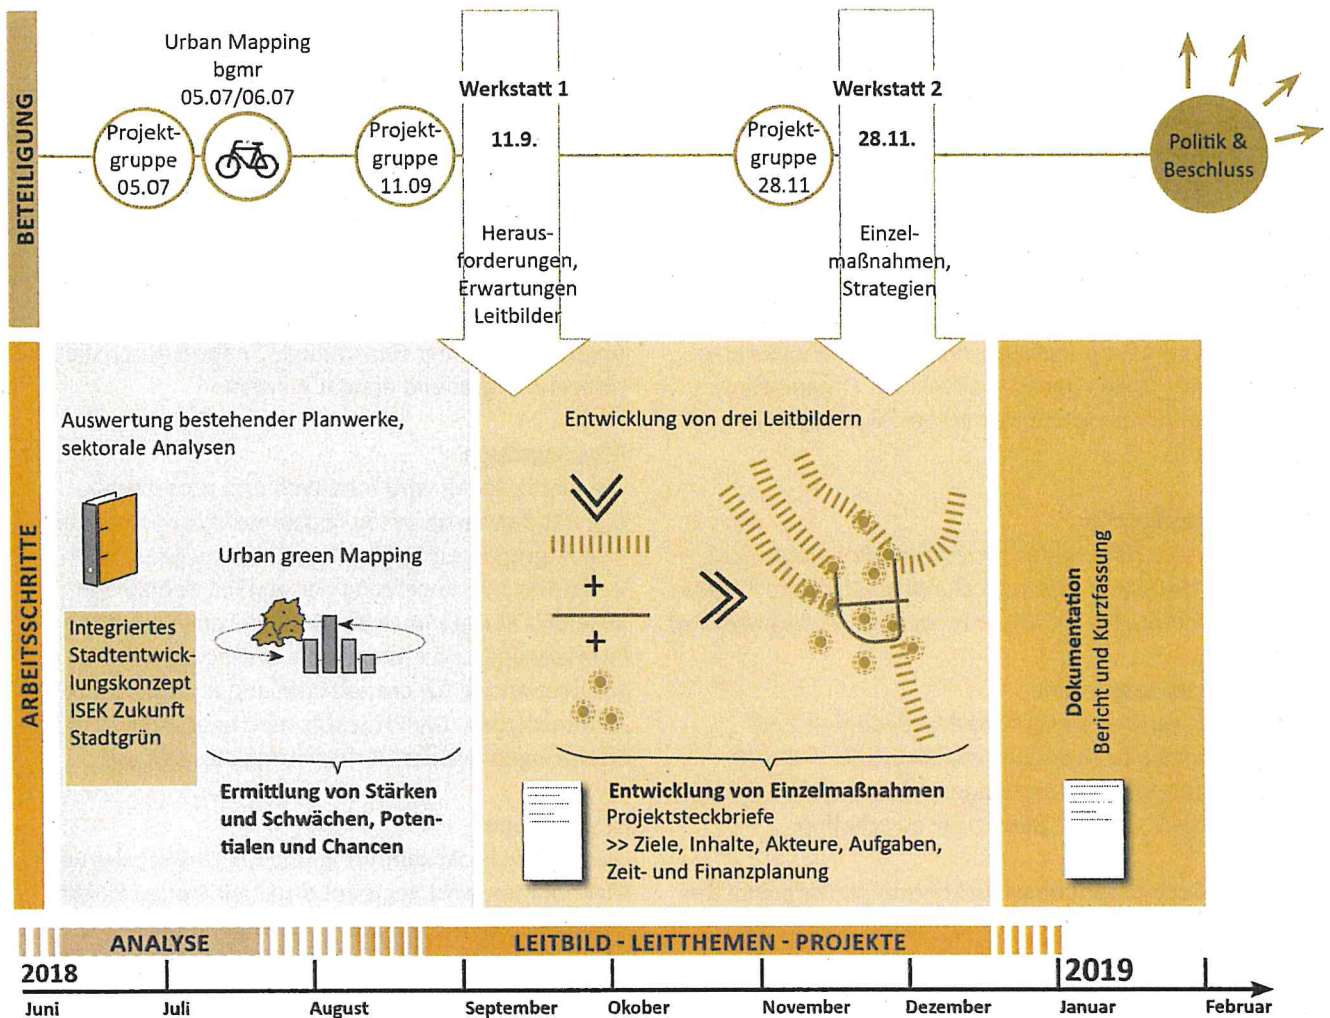 BETEILIGUNG
Urban Mapping
bgmr
05.07/06.07
Projekt-
gruppe
05.07
Projekt-
gruppe
11.09
Werkstatt 1
11.9.
Heraus-
forderungen,
Erwartungen
Leitbilder
Projekt-
gruppe
28.11
Werkstatt 2
28.11.
Einzel-
maßnahmen,
Strategien
Politik &
Beschluss
ARBEITSSCHRITTE
Auswertung bestehender Planwerke,
sektorale Analysen
Urban green Mapping
Integriertes
Stadtentwick-
lungskonzept
ISEK Zukunft
Stadtgrün
Ermittlung von Stärken
und Schwächen, Poten-
tialen und Chancen
Entwicklung von drei Leitbildern
+
+
Entwicklung von Einzelmaßnahmen
Projektsteckbriefe
>> Ziele, Inhalte, Akteure, Aufgaben,
Zeit- und Finanzplanung
Dokumentation
Bericht und Kurzfassung
ANALYSE
LEITBILD - LEITTHEMEN - PROJEKTE
2018
2019
Juni
Juli
August
September
Okober
November
Dezember
Januar
Februar